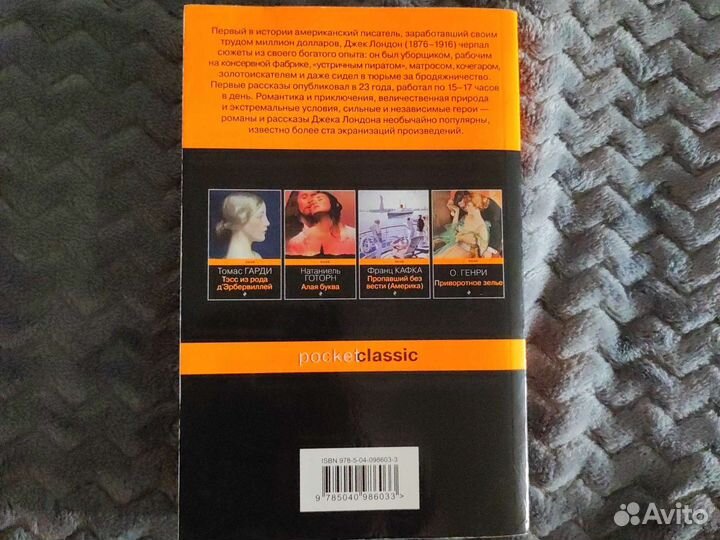 Первый в истории американский писатель, заработавший своим
трудом миллион долларов, Джек Лондон (1876–1916) черпал
сюжеты из своего богатого опыта: он был уборщиком, рабочим
на консервной фабрике, «устричным пиратом», матросом, кочегаром,
золотоискателем и даже сидел в тюрьме за бродяжничество.
Первые рассказы опубликовал в 23 года, работал по 15–17 часов
в день. Романтика и приключения, величественная природа
и экстремальные условия, сильные и независимые герои —
романы и рассказы Джека Лондона необычайно популярны,
известно более ста экранизаций произведений.
Томас ГАРДИ
Тэсс из рода
д'Эрбервиллей
Натаниель
ГОТОРН
Алая буква
Франц КАФКА
Пропавший без
вести (Америка)
О. ГЕНРИ
Приворотное зелье
pocketclassic
ISBN 978-5-04-098603-3
9 785040 986033 >
Avito